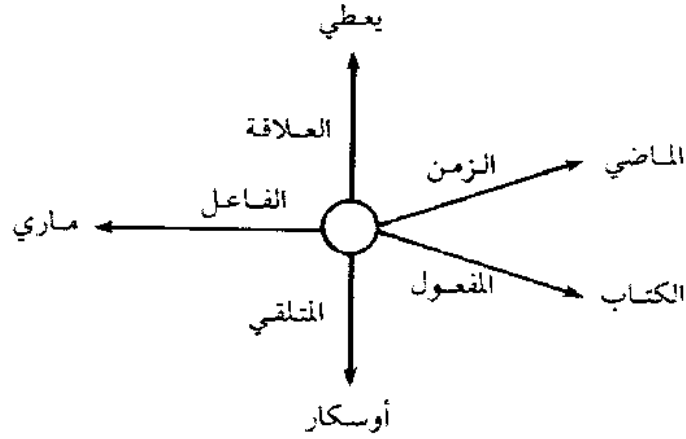 يعطي
العلاقة
الماضي
الزمن
الفاعل
ماري
الكتاب
المفعول
المتلقي
أوسكار